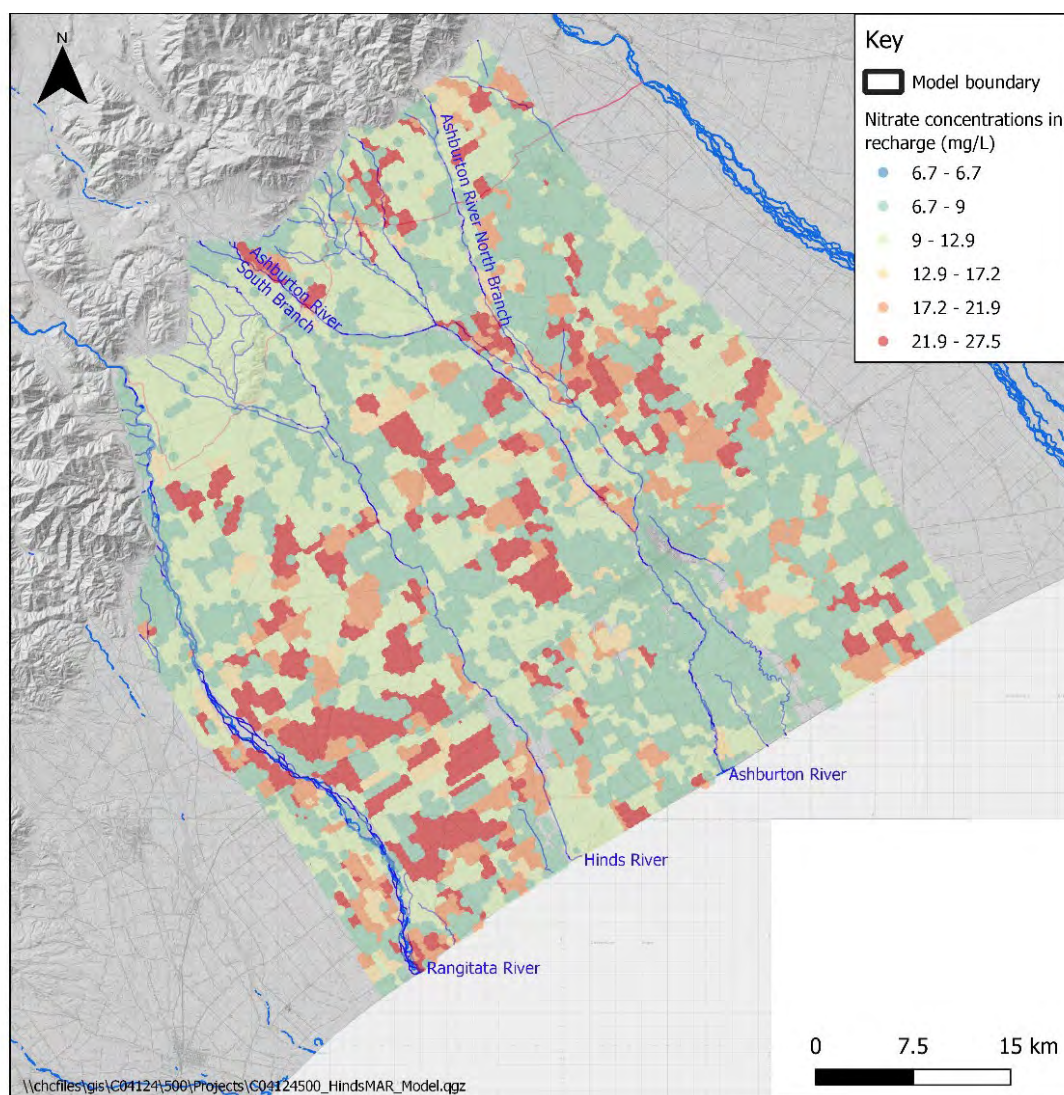 N
Key
Model boundary
Nitrate concentrations in
recharge (mg/L)
6.7 - 6.7
6.7 - 9
9 - 12.9
12.9 - 17.2
17.2 - 21.9
21.9 - 27.5
Ashburton River North Branch
Ashburton River
South Branch
Ashburton River
Hinds River
Rangitata River
0 7.5 15 km
\\chcfiles\gis\C04124\500\Projects\C04124500_HindsMAR_Model.qgz